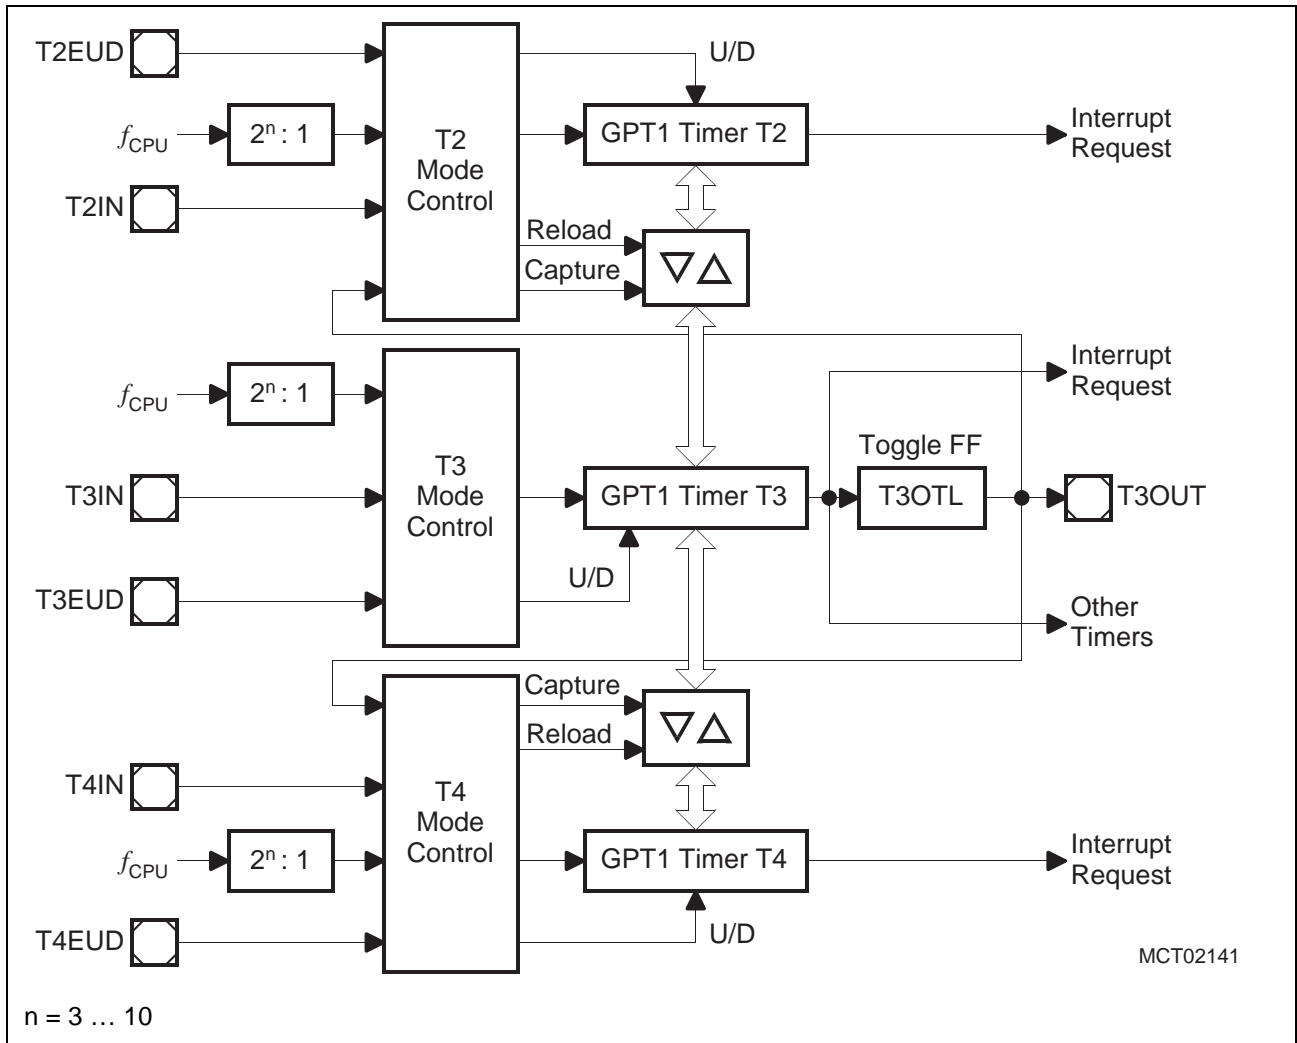 T2EUD
U/D
fCPU
2ⁿ : 1
T2
Mode
Control
GPT1 Timer T2
Interrupt
Request
T2IN
Reload
Capture
fCPU
2ⁿ : 1
Interrupt
Request
T3IN
T3
Mode
Control
GPT1 Timer T3
Toggle FF
T3OTL
T3OUT
T3EUD
U/D
Other
Timers
Capture
Reload
T4IN
T4
Mode
Control
fCPU
2ⁿ : 1
GPT1 Timer T4
Interrupt
Request
T4EUD
U/D
MCT02141
n = 3 … 10